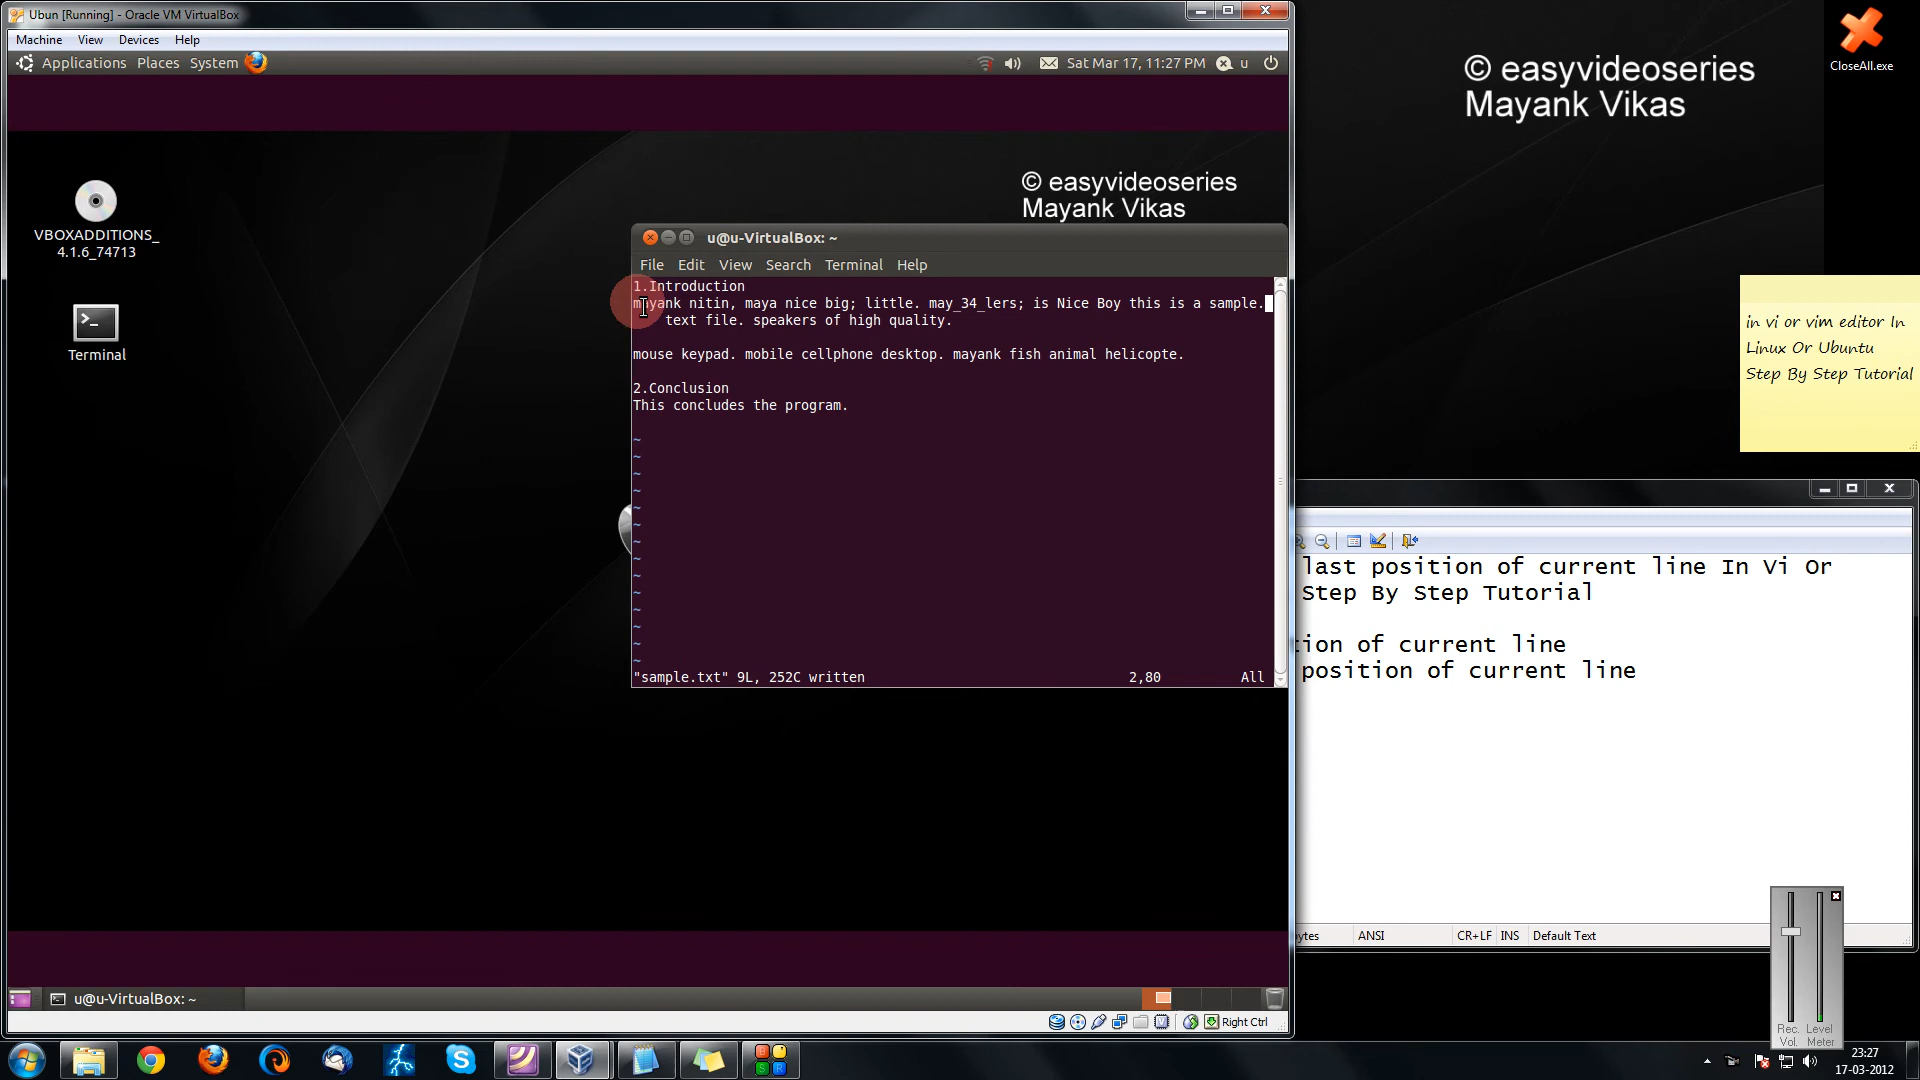 Ubun [Running] - Oracle VM VirtualBox
Machine View Devices Help
Applications Places System
Sat Mar 17, 11:27 PM u
VBOXADDITIONS_
4.1.6_74713
Terminal
© easyvideoseries
Mayank Vikas
u@u-VirtualBox: ~
File Edit View Search Terminal Help
1.Introduction
mayank nitin, maya nice big; little. may_34_lers; is Nice Boy this is a sample.
text file. speakers of high quality.
mouse keypad. mobile cellphone desktop. mayank fish animal helicopte.
2.Conclusion
This concludes the program.
~
~
~
~
~
~
~
~
~
~
~
~
~
~
"sample.txt" 9L, 252C written 2,80 All
u@u-VirtualBox: ~
Right Ctrl
© easyvideoseries
Mayank Vikas
CloseAll.exe
in vi or vim editor In
Linux Or Ubuntu
Step By Step Tutorial
last position of current line In Vi Or
Step By Step Tutorial
tion of current line
position of current line
ytes ANSI CR+LF INS Default Text
Rec. Level
Vol. Meter
23:27
17-03-2012